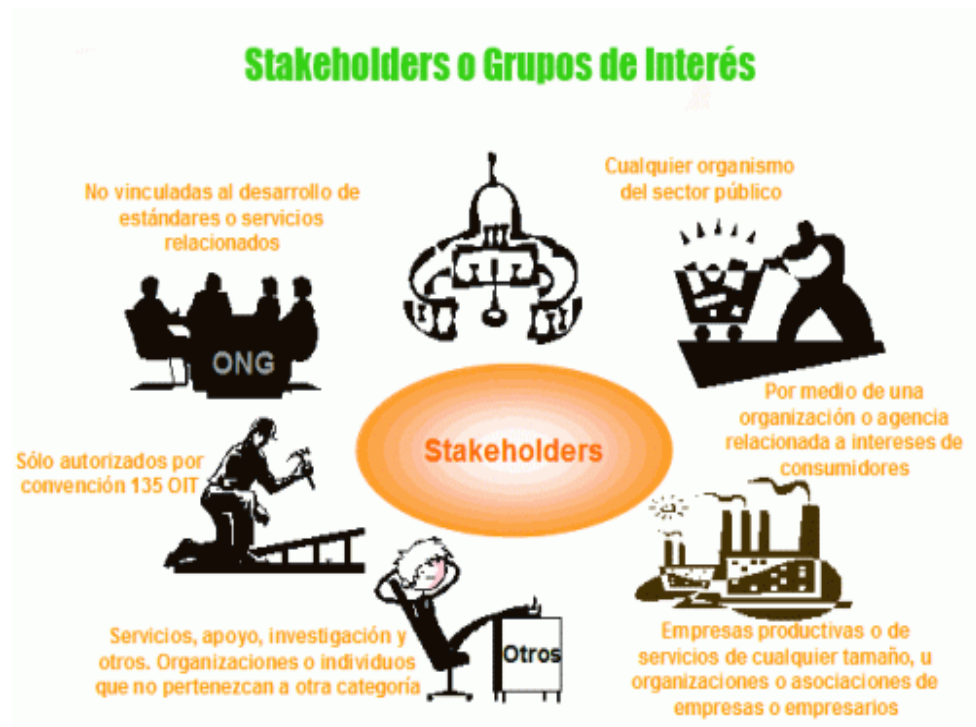 Stakeholders o Grupos de Interés
Cualquier organismo
del sector público
No vinculadas al desarrollo de
estándares o servicios
relacionados
ONG
Stakeholders
Por medio de una
organización o agencia
relacionada a intereses de
consumidores
Sólo autorizados por
convención 135 OIT
Servicios, apoyo, investigación y
otros. Organizaciones o individuos
que no pertenezcan a otra categoría
Otros
Empresas productivas o de
servicios de cualquier tamaño, u
organizaciones o asociaciones de
empresas o empresarios